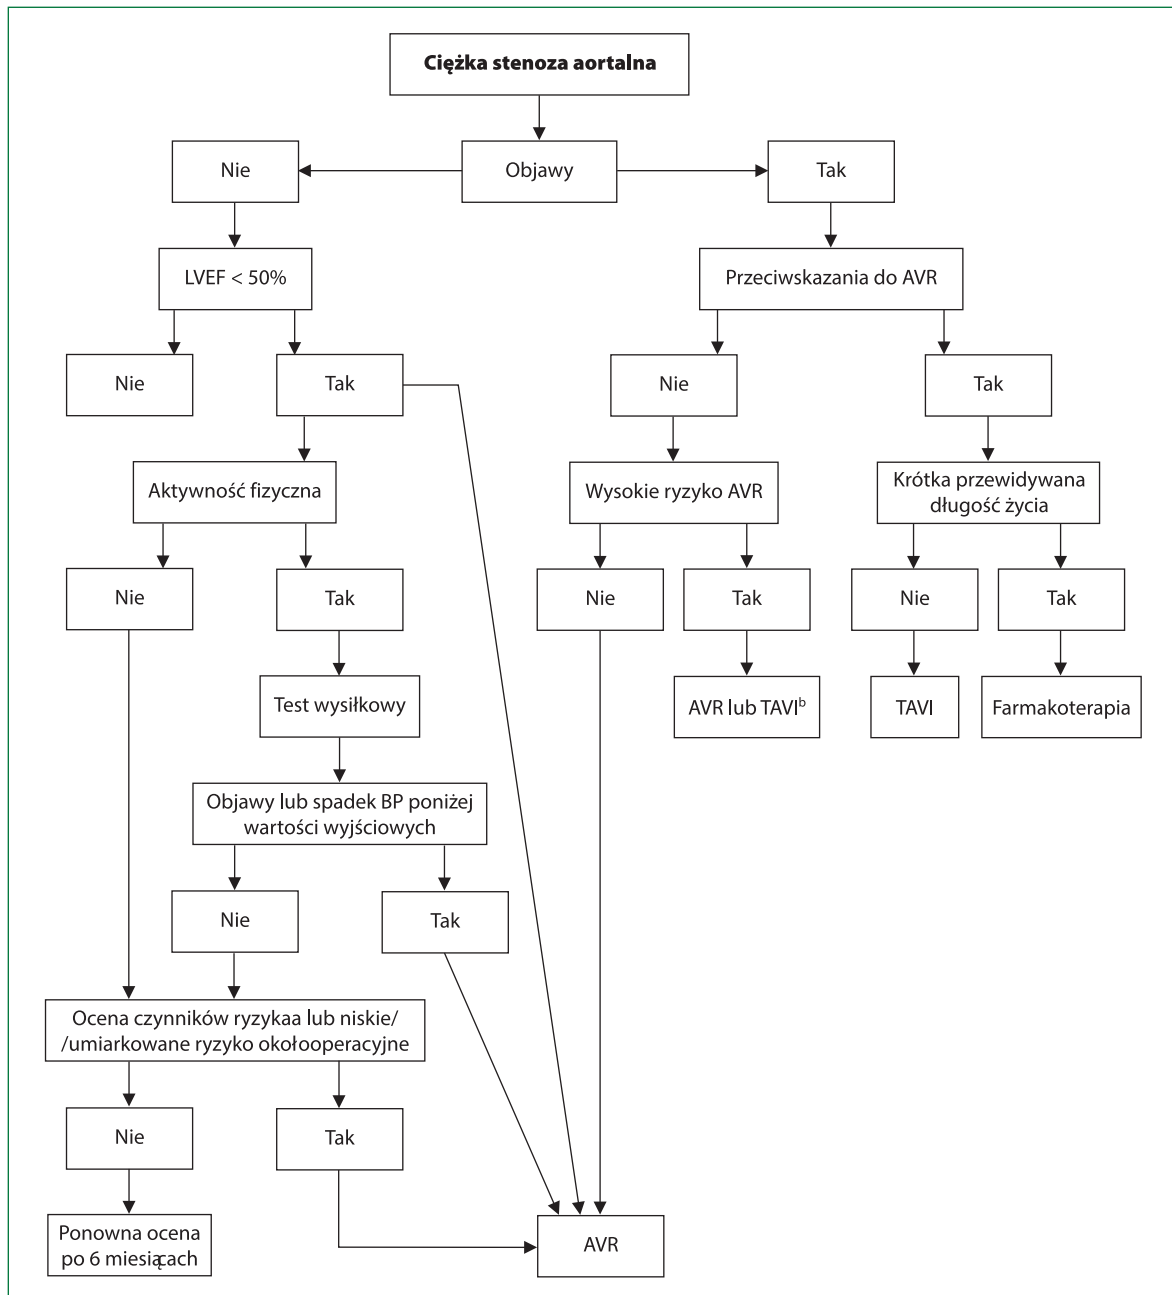 Ciężka stenoza aortalna
Nie
Objawy
Tak
LVEF < 50%
Przeciwskazania do AVR
Nie
Tak
Nie
Tak
Aktywność fizyczna
Wysokie ryzyko AVR
Krótka przewidywana
długość życia
Nie
Tak
Nie
Tak
Nie
Tak
Test wysiłkowy
AVR lub TAVIᵇ
TAVI
Farmakoterapia
Objawy lub spadek BP poniżej
wartości wyjściowych
Nie
Tak
Ocena czynników ryzykaa lub niskie/
/umiarkowane ryzyko okołooperacyjne
Nie
Tak
Ponowna ocena
po 6 miesiącach
AVR